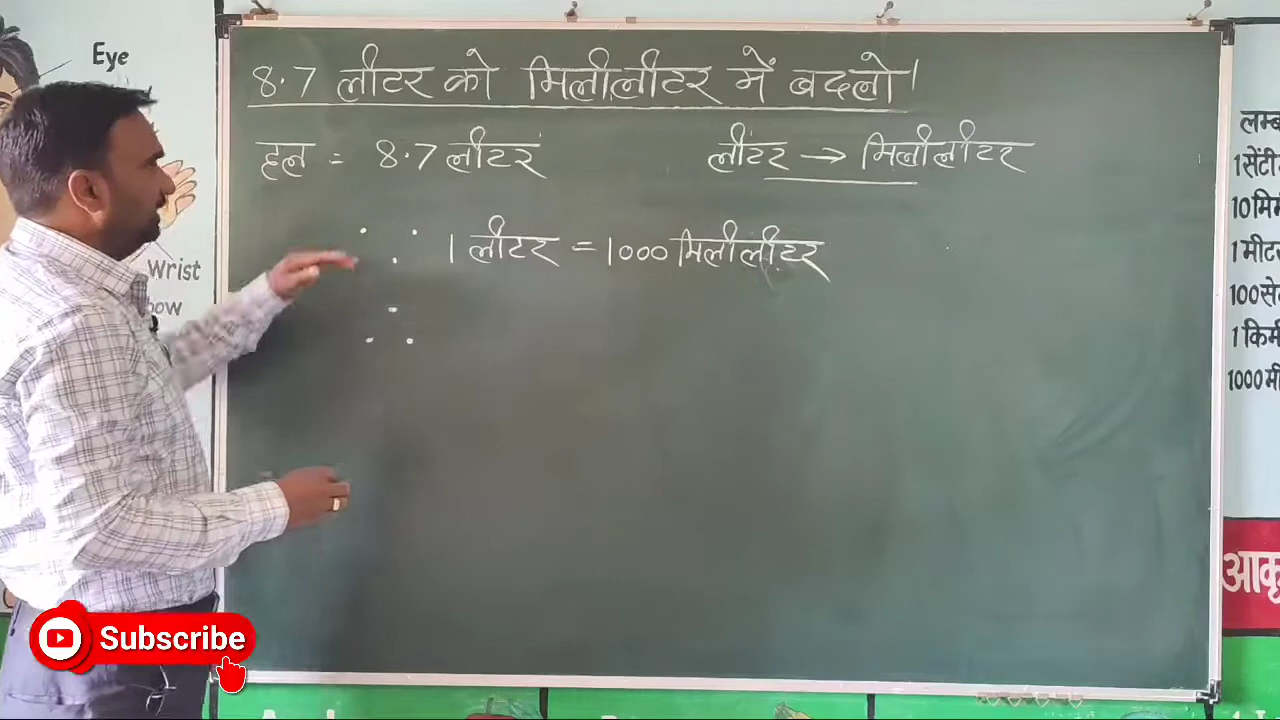 Eye
Wrist
8.7 लीटर को मिलीलीटर में बदलो।
हल = 8.7 लीटर
लीटर → मिलीलीटर
∵ 1 लीटर = 1000 मिलीलीटर
∴
1
10
1
100
1
1000
Subscribe